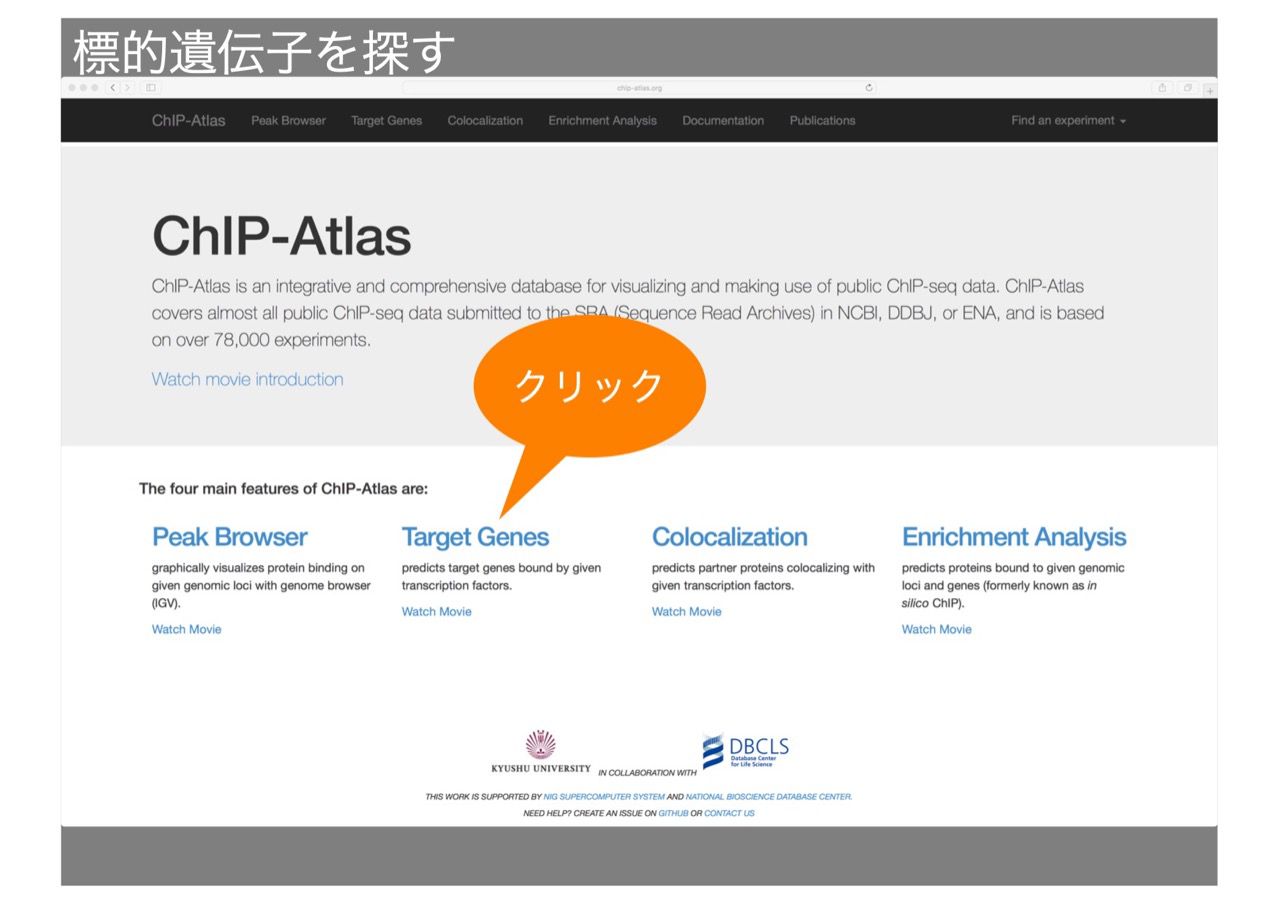 標的遺伝子を探す
chip-atlas.org
ChIP-Atlas Peak Browser Target Genes Colocalization Enrichment Analysis Documentation Publications Find an experiment
ChIP-Atlas
ChIP-Atlas is an integrative and comprehensive database for visualizing and making use of public ChIP-seq data. ChIP-Atlas
covers almost all public ChIP-seq data submitted to the SRA (Sequence Read Archives) in NCBI, DDBJ, or ENA, and is based
on over 78,000 experiments.
Watch movie introduction
クリック
The four main features of ChIP-Atlas are:
Peak Browser
graphically visualizes protein binding on
given genomic loci with genome browser
(IGV).
Watch Movie
Target Genes
predicts target genes bound by given
transcription factors.
Watch Movie
Colocalization
predicts partner proteins colocalizing with
given transcription factors.
Watch Movie
Enrichment Analysis
predicts proteins bound to given genomic
loci and genes (formerly known as in
silico ChIP).
Watch Movie
KYUSHU UNIVERSITY IN COLLABORATION WITH
DBCLS
Database Center
for Life Science
THIS WORK IS SUPPORTED BY NIG SUPERCOMPUTER SYSTEM AND NATIONAL BIOSCIENCE DATABASE CENTER.
NEED HELP? CREATE AN ISSUE ON GITHUB OR CONTACT US